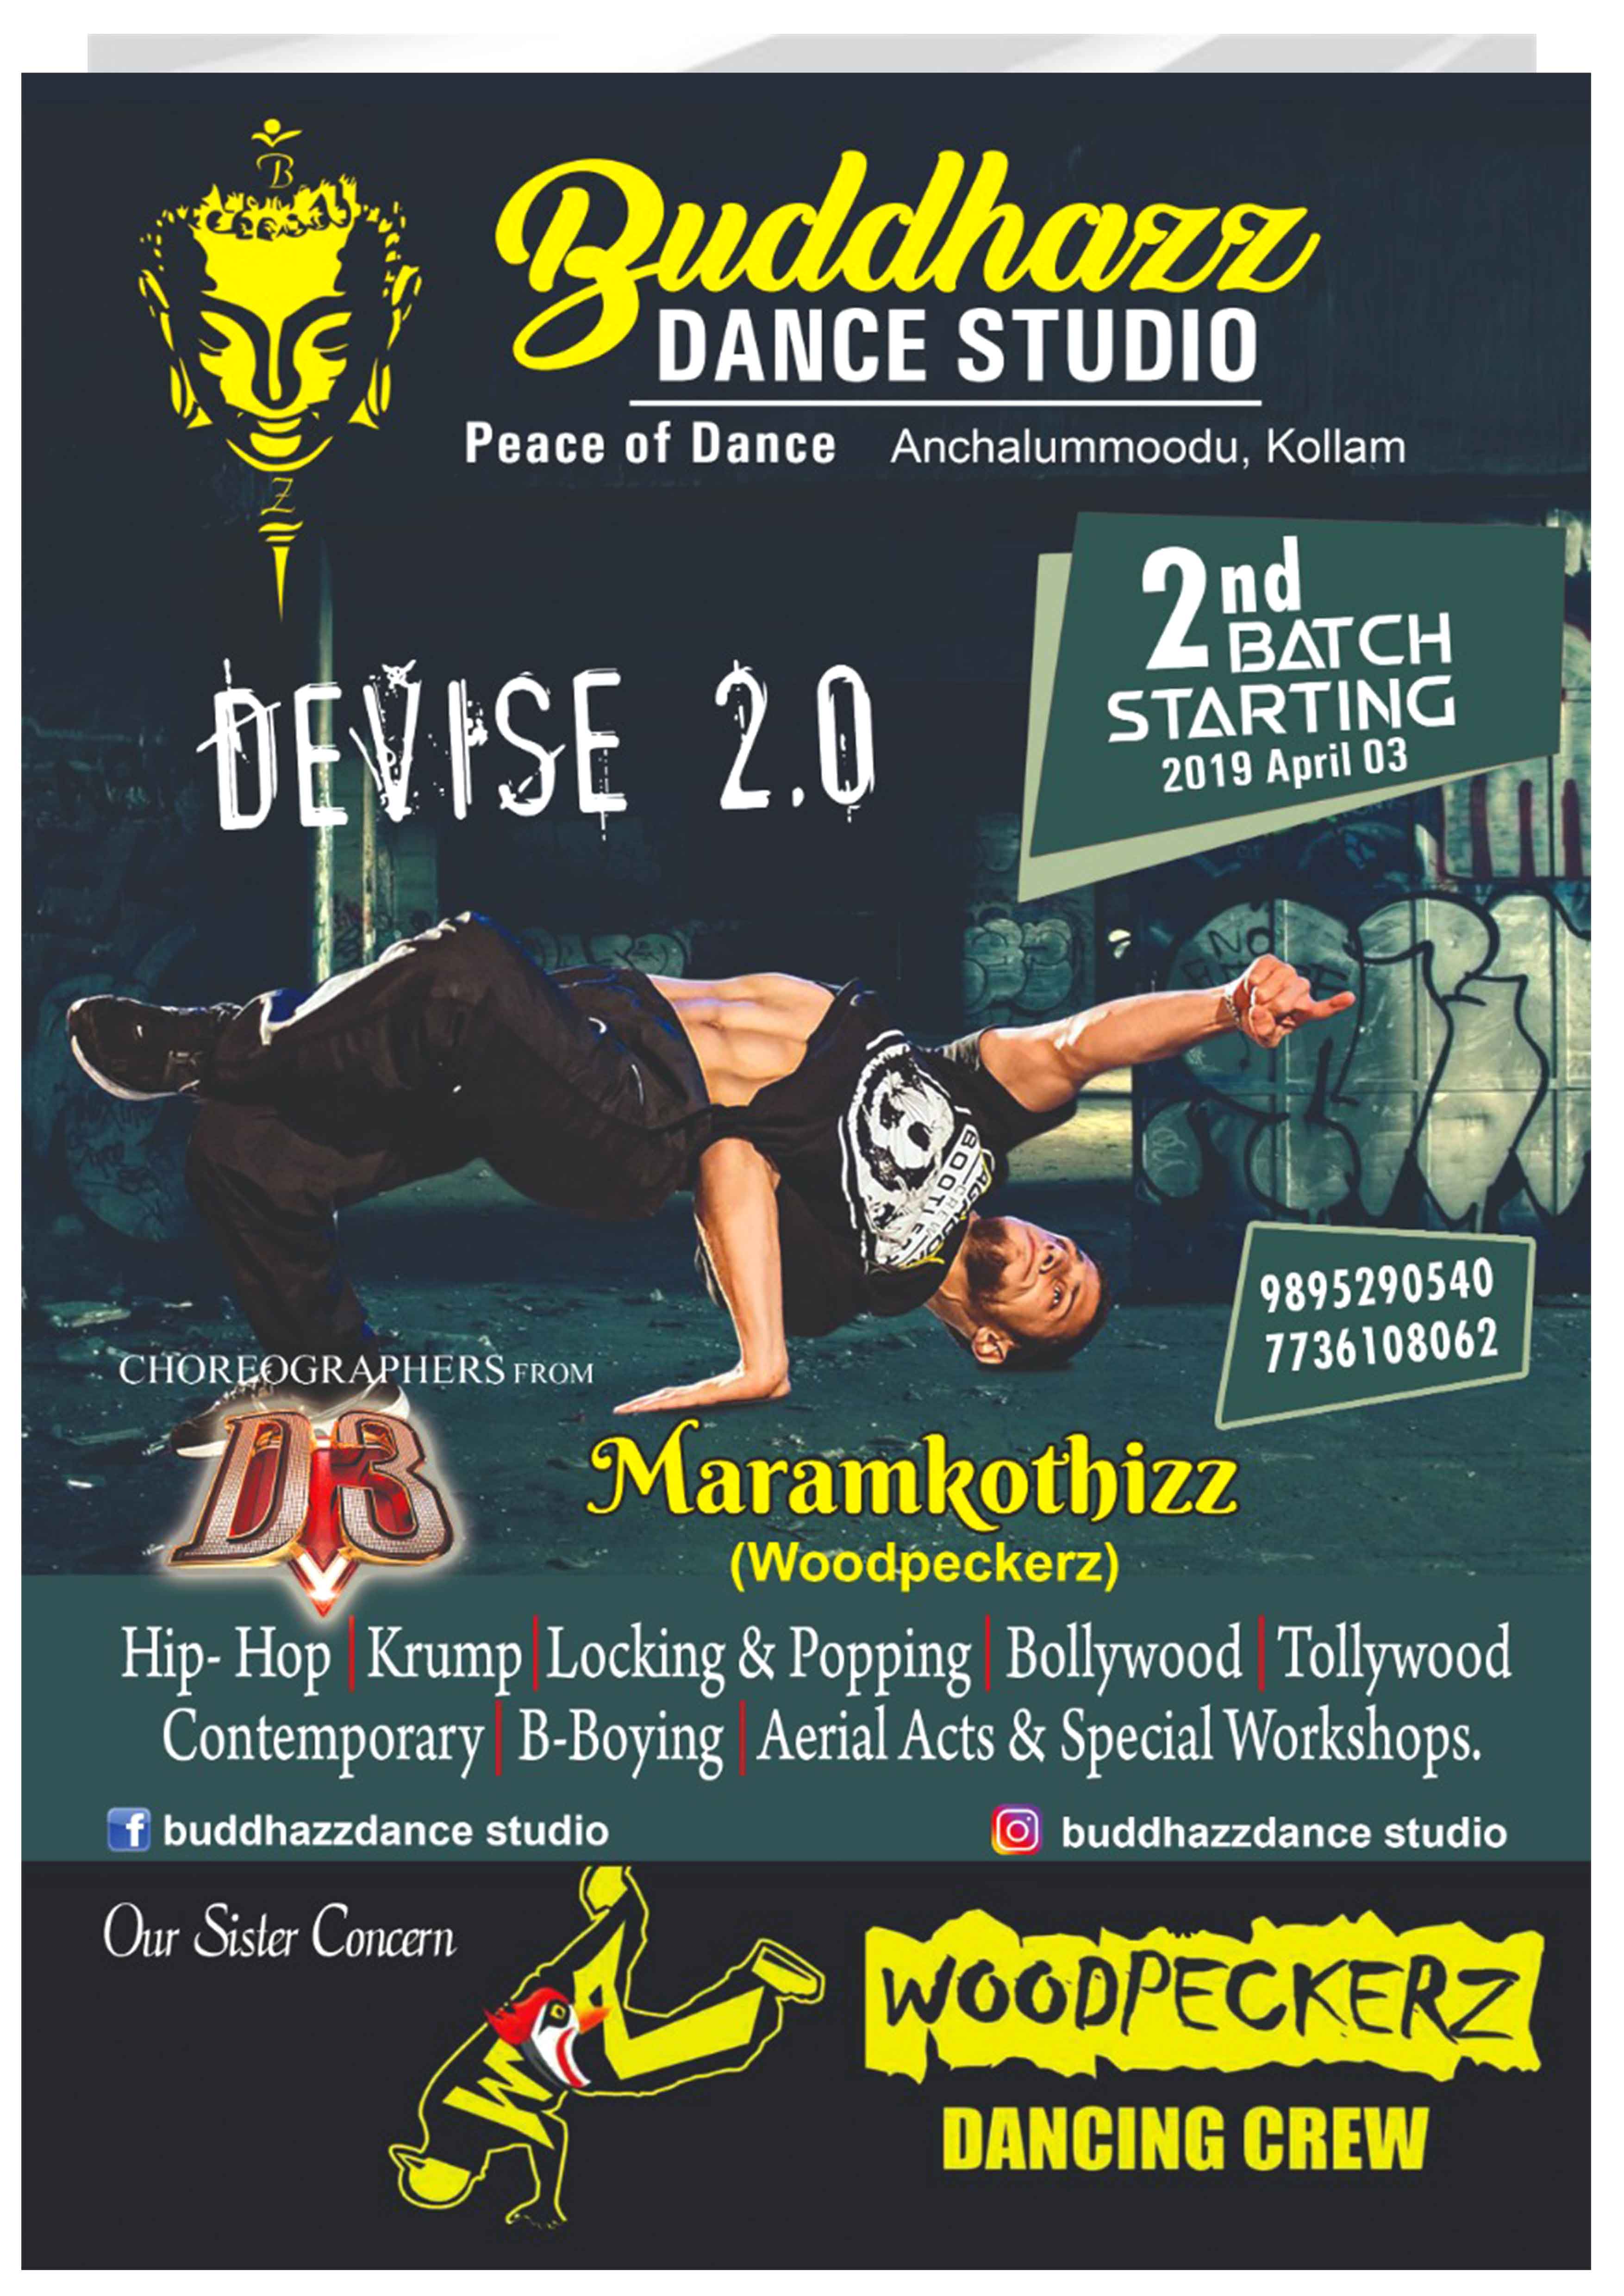 B
Buddhazz
DANCE STUDIO
Peace of Dance Anchalummoodu, Kollam
Z
2nd
BATCH
STARTING
2019 April 03
DEVISE 2.0
NO
BOOTLE
9895290540
7736108062
CHOREOGRAPHERS FROM
D3
Maramkothizz
(Woodpeckerz)
Hip- Hop | Krump | Locking & Popping | Bollywood | Tollywood
Contemporary | B-Boying | Aerial Acts & Special Workshops.
f buddhazzdance studio
buddhazzdance studio
Our Sister Concern
W
WOODPECKERZ
DANCING CREW